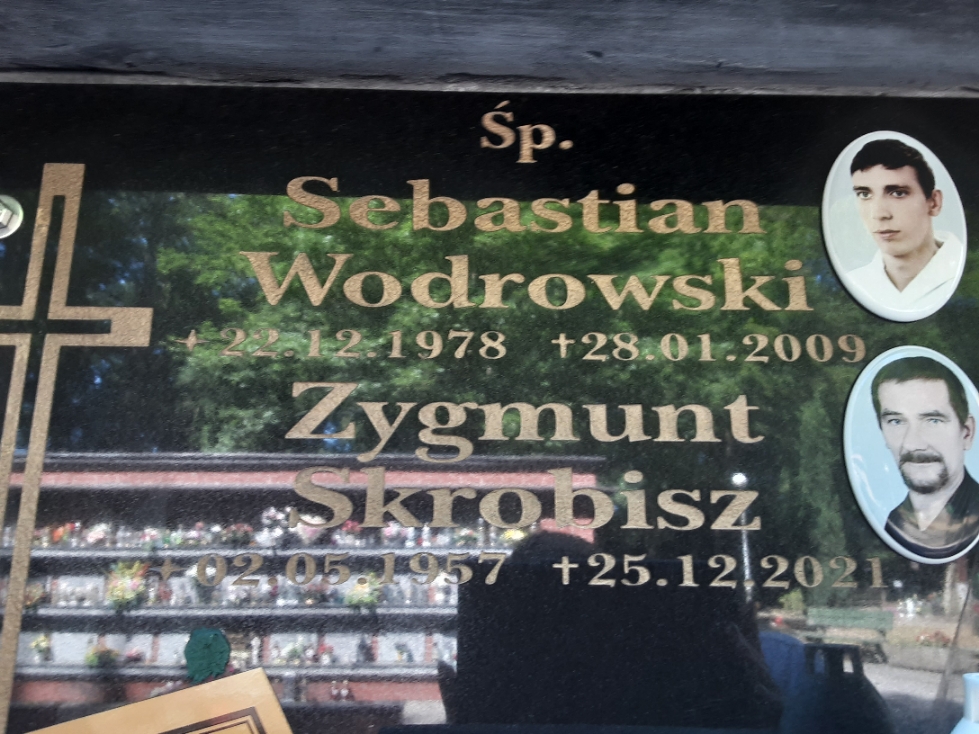 Śp.
Sebastian
Wodrowski
+22.12.1978 †28.01.2009
Zygmunt
Skrobisz
+02.05.1957 †25.12.2021